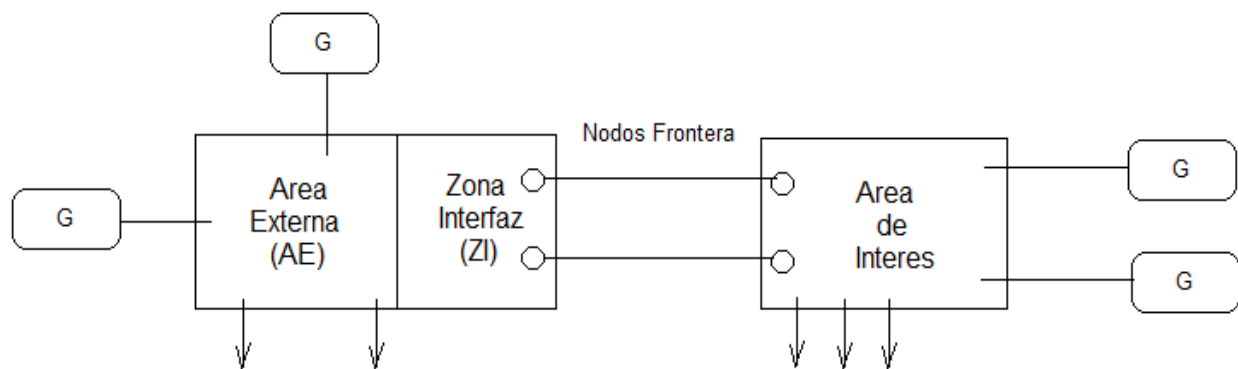 G
Nodos Frontera
G
Area
Externa
(AE)
Zona
Interfaz
(ZI)
Area
de
Interes
G
G